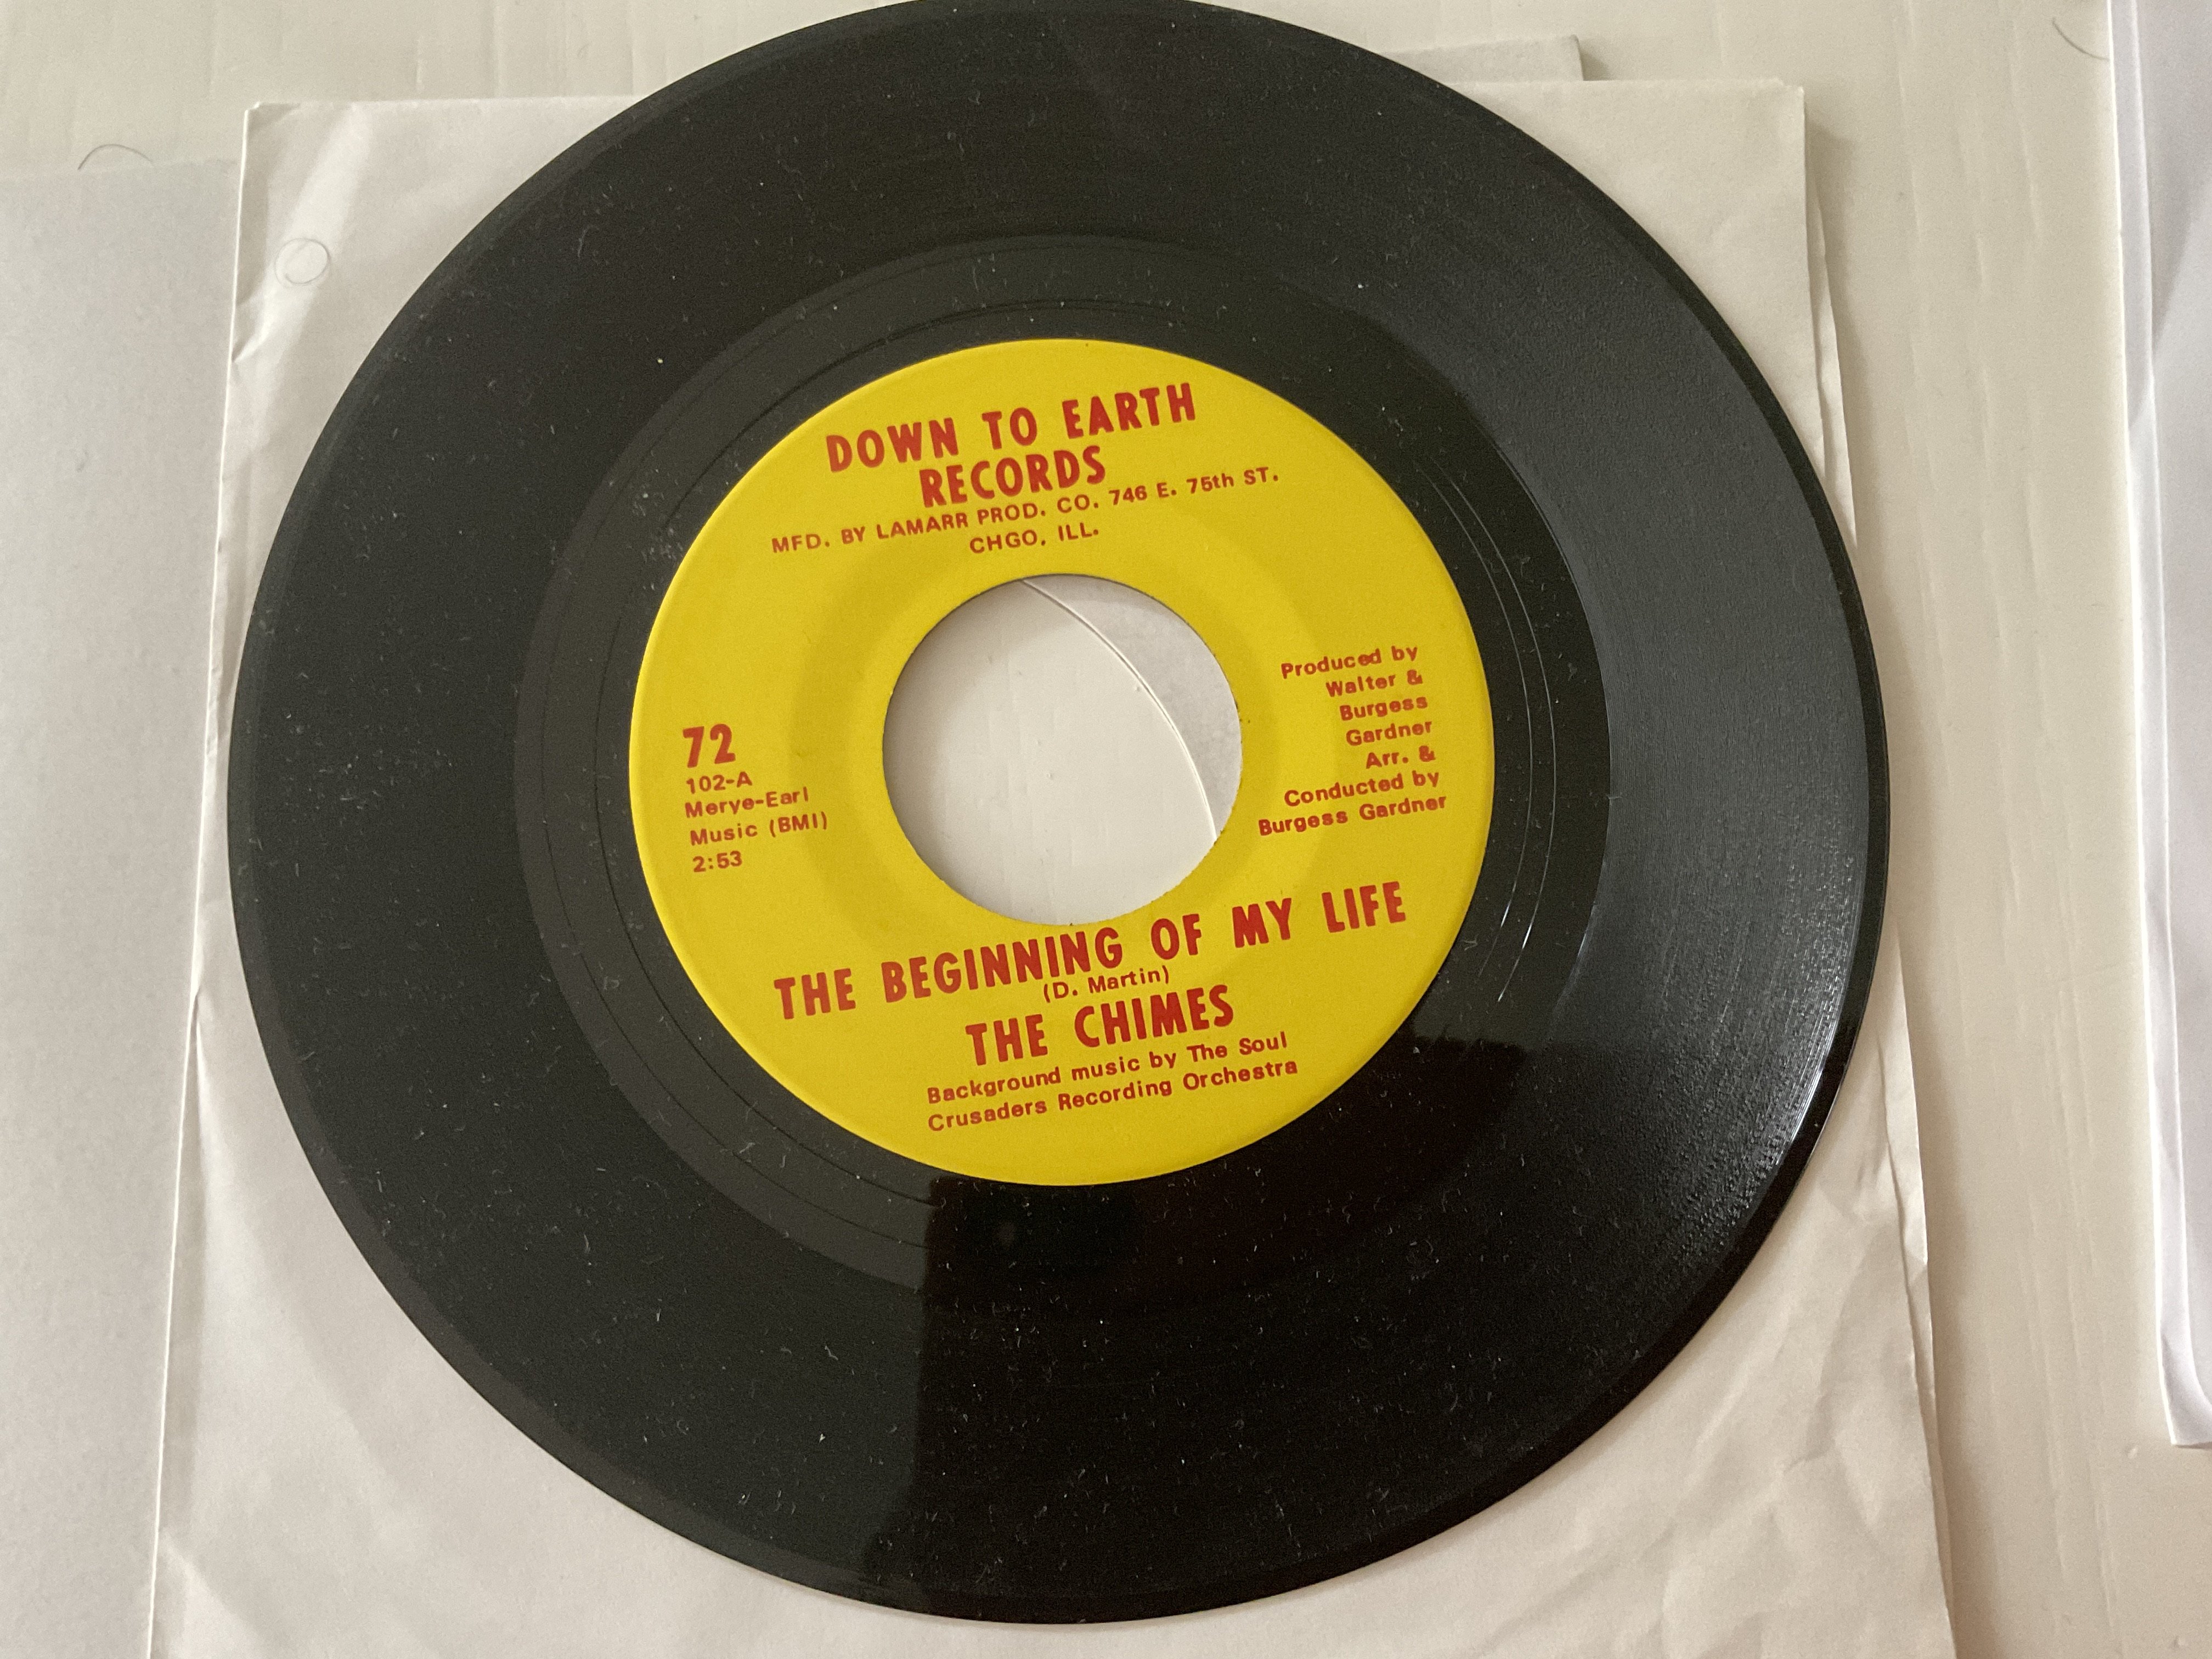 DOWN TO EARTH
RECORDS
MFD. BY LAMARR PROD. CO. 746 E. 75th ST.
CHGO, ILL.
72
102-A
Merye-Earl
Music (BMI)
2:53
Produced by
Walter &
Burgess
Gardner
Arr. &
Conducted by
Burgess Gardner
THE BEGINNING OF MY LIFE
(D. Martin)
THE CHIMES
Background music by The Soul
Crusaders Recording Orchestra